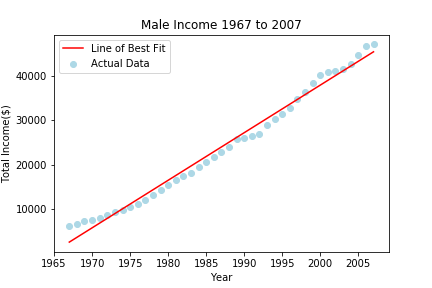 Male Income 1967 to 2007
Line of Best Fit
Actual Data
Total Income($)
40000
30000
20000
10000
1965 1970 1975 1980 1985 1990 1995 2000 2005
Year